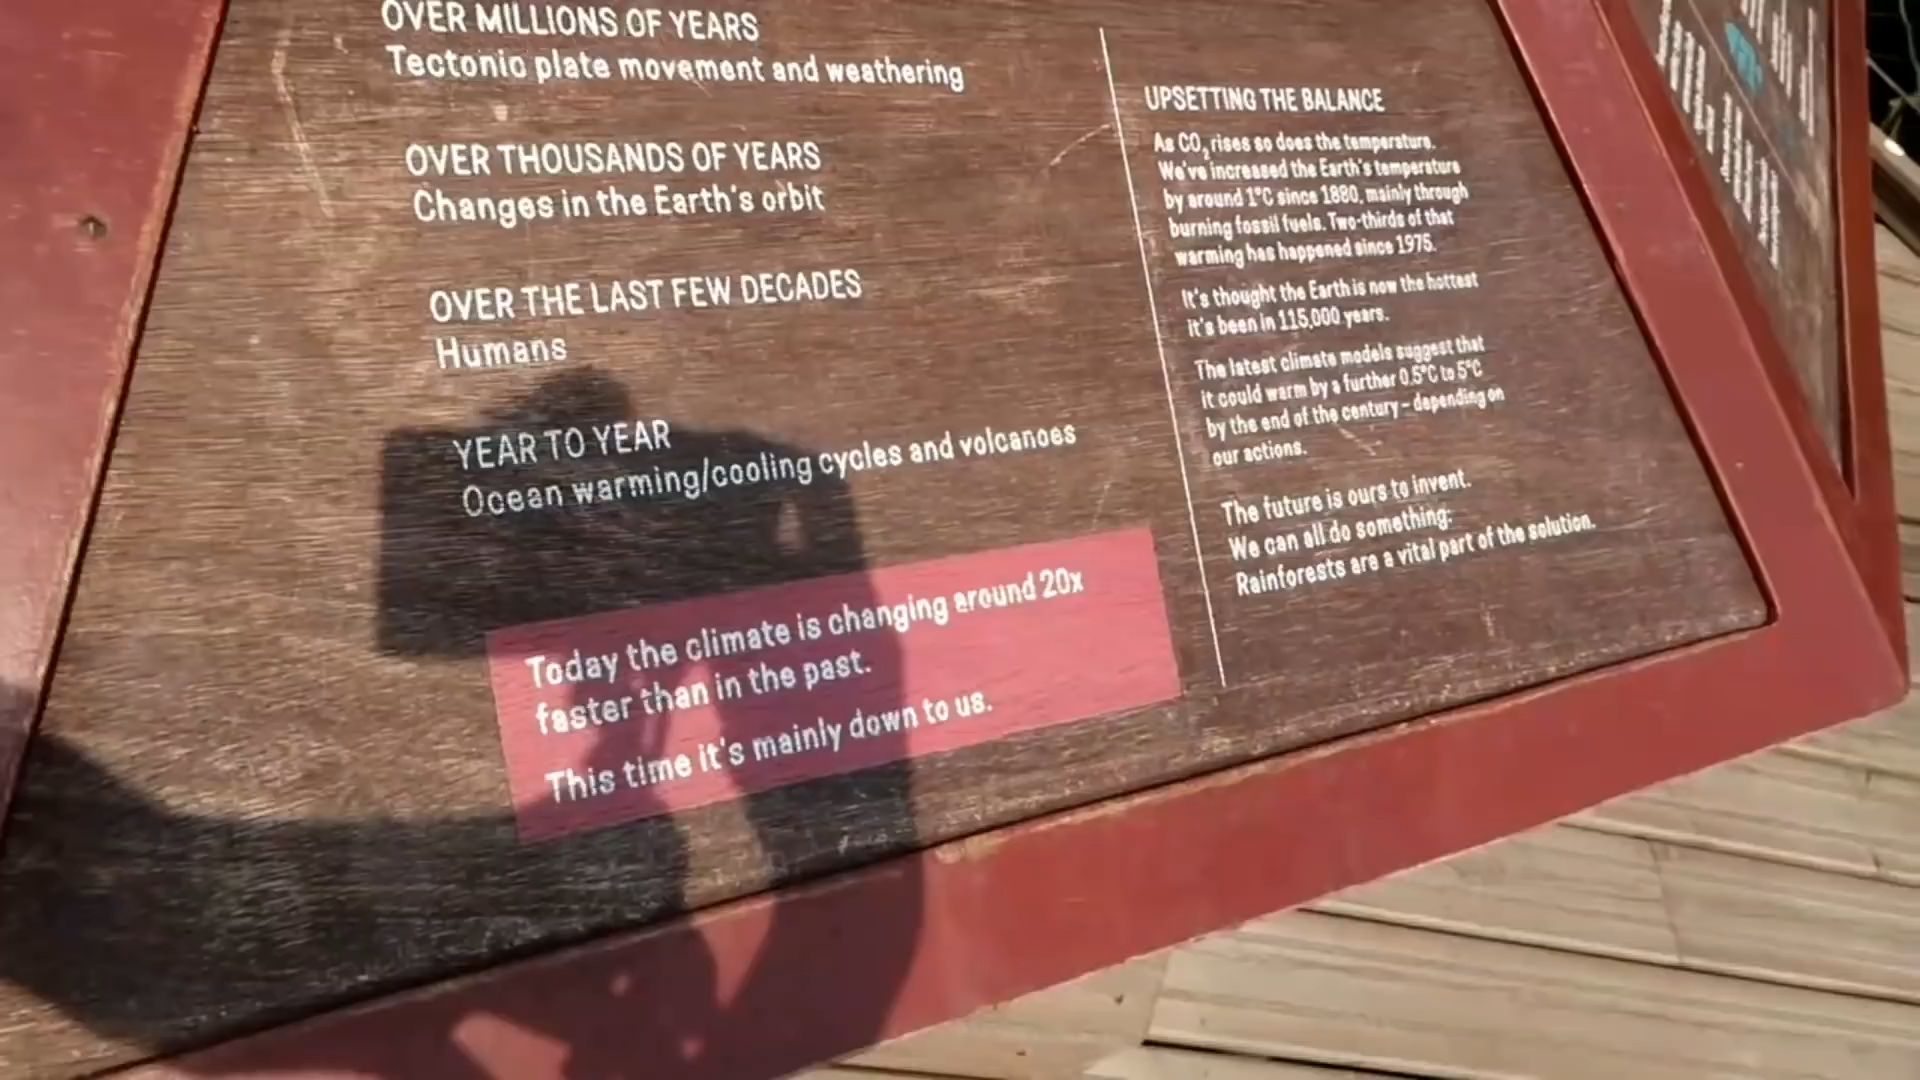 OVER MILLIONS OF YEARS
Tectonic plate movement and weathering
OVER THOUSANDS OF YEARS
Changes in the Earth's orbit
OVER THE LAST FEW DECADES
Humans
YEAR TO YEAR
Ocean warming/cooling cycles and volcanoes
Today the climate is changing around 20x
faster than in the past.
This time it's mainly down to us.
UPSETTING THE BALANCE
As CO₂ rises so does the temperature.
We've increased the Earth's temperature
by around 1°C since 1880, mainly through
burning fossil fuels. Two-thirds of that
warming has happened since 1975.
It's thought the Earth is now the hottest
it's been in 115,000 years.
The latest climate models suggest that
it could warm by a further 0.5°C to 5°C
by the end of the century – depending on
our actions.
The future is ours to invent.
We can all do something:
Rainforests are a vital part of the solution.